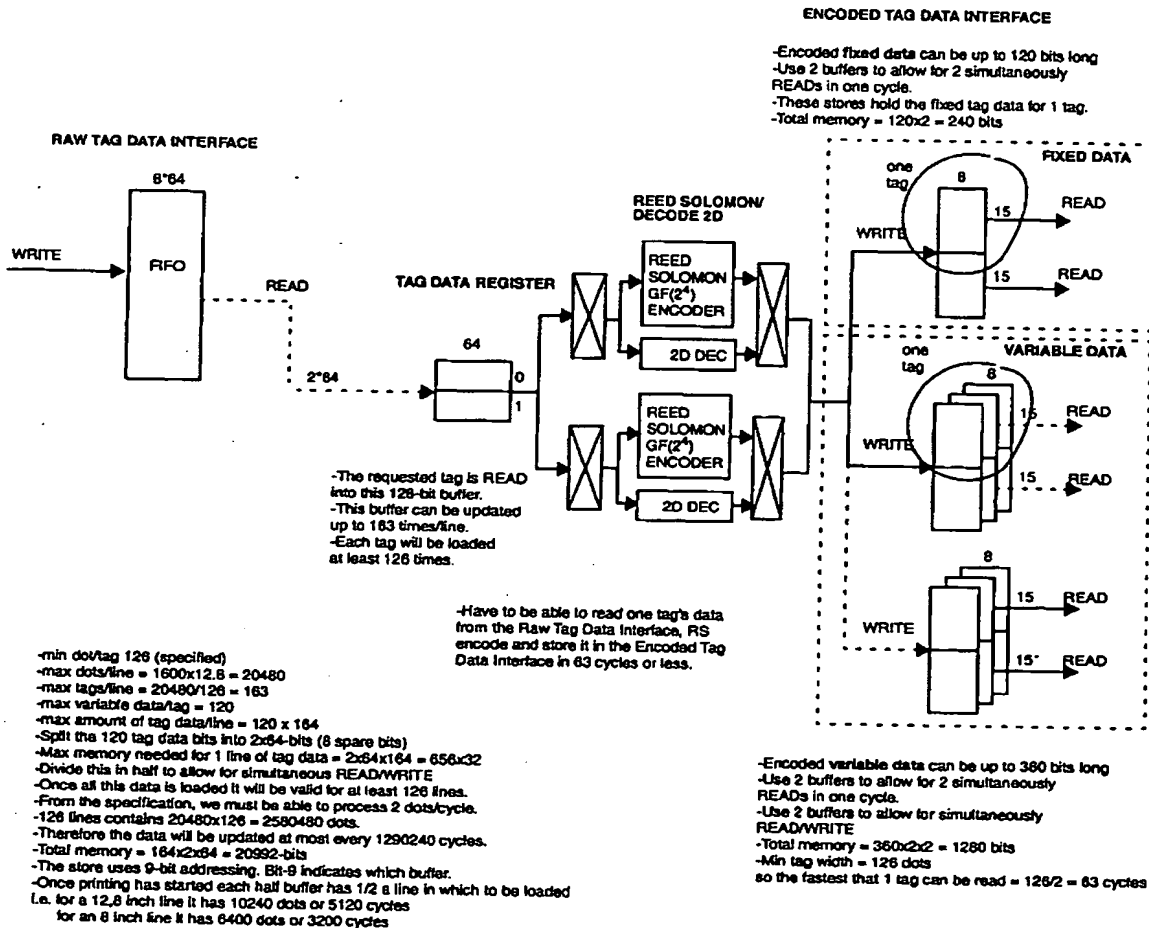 ENCODED TAG DATA INTERFACE
-Encoded fixed data can be up to 120 bits long
-Use 2 buffers to allow for 2 simultaneously
READs in one cycle.
-These stores hold the fixed tag data for 1 tag.
-Total memory = 120x2 = 240 bits
RAW TAG DATA INTERFACE
8*64
WRITE
FIFO
READ
2*64
TAG DATA REGISTER
64
0
1
REED SOLOMON/
DECODE 2D
REED
SOLOMON
GF(2⁴)
ENCODER
2D DEC
REED
SOLOMON
GF(2⁴)
ENCODER
2D DEC
FIXED DATA
one
tag
8
WRITE
15
READ
15
READ
VARIABLE DATA
one
tag
8
WRITE
15
READ
15
READ
8
WRITE
15
READ
15
READ
-The requested tag is READ
into this 128-bit buffer.
-This buffer can be updated
up to 163 times/line.
-Each tag will be loaded
at least 126 times.
-Have to be able to read one tag's data
from the Raw Tag Data Interface, RS
encode and store it in the Encoded Tag
Data Interface in 63 cycles or less.
-min dot/tag 126 (specified)
-max dots/line = 1600x12.8 = 20480
-max tags/line = 20480/126 = 163
-max variable data/tag = 120
-max amount of tag data/line = 120 x 164
-Split the 120 tag data bits into 2x64-bits (8 spare bits)
-Max memory needed for 1 line of tag data = 2x64x164 = 656x32
-Divide this in half to allow for simultaneous READ/WRITE
-Once all this data is loaded it will be valid for at least 126 lines.
-From the specification, we must be able to process 2 dots/cycle.
-126 lines contains 20480x126 = 2580480 dots.
-Therefore the data will be updated at most every 1290240 cycles.
-Total memory = 164x2x64 = 20992-bits
-The store uses 9-bit addressing. Bit-9 indicates which buffer.
-Once printing has started each half buffer has 1/2 a line in which to be loaded
i.e. for a 12,8 inch line it has 10240 dots or 5120 cycles
for an 8 inch line it has 6400 dots or 3200 cycles
-Encoded variable data can be up to 360 bits long
-Use 2 buffers to allow for 2 simultaneously
READs in one cycle.
-Use 2 buffers to allow for simultaneously
READ/WRITE
-Total memory = 360x2x2 = 1280 bits
-Min tag width = 126 dots
so the fastest that 1 tag can be read = 126/2 = 63 cycles